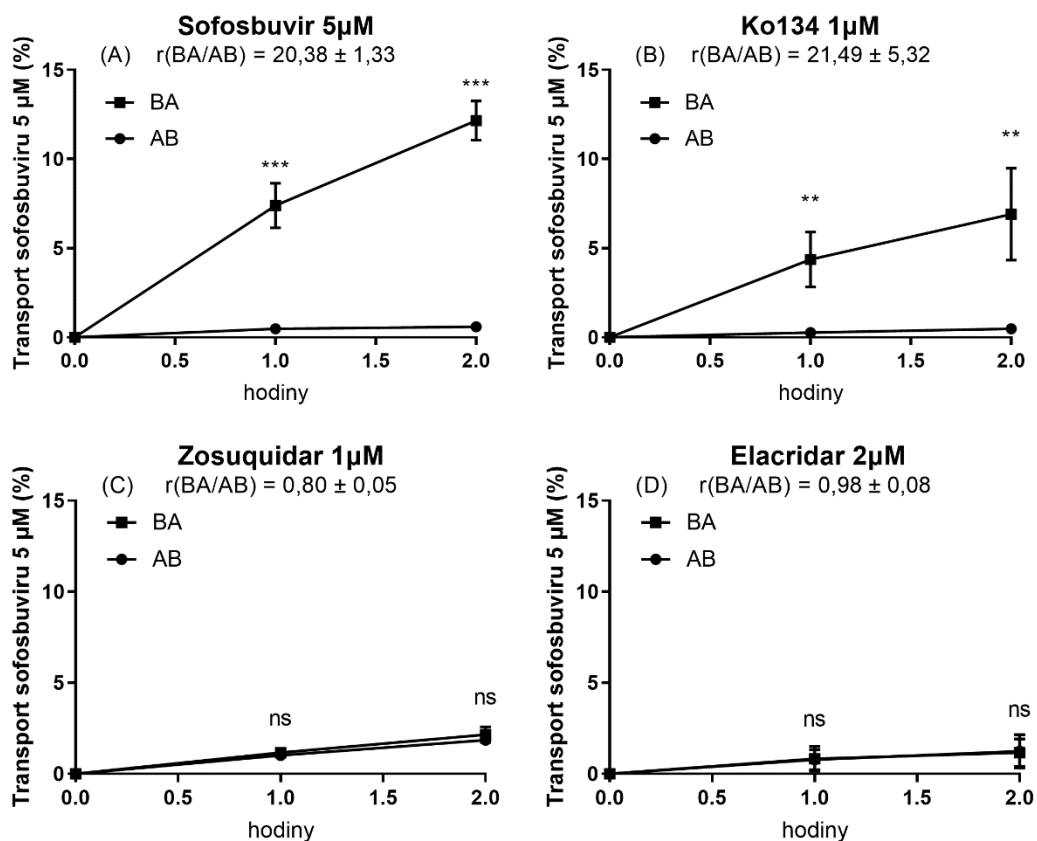 Sofosbuvir 5µM
(A) r(BA/AB) = 20,38 ± 1,33
Transport sofosbuviru 5 µM (%)
15
10
5
0
BA
AB
***
***
0.0 0.5 1.0 1.5 2.0
hodiny
Ko134 1µM
(B) r(BA/AB) = 21,49 ± 5,32
Transport sofosbuviru 5 µM (%)
15
10
5
0
BA
AB
**
**
0.0 0.5 1.0 1.5 2.0
hodiny
Zosuquidar 1µM
(C) r(BA/AB) = 0,80 ± 0,05
Transport sofosbuviru 5 µM (%)
15
10
5
0
BA
AB
ns
ns
0.0 0.5 1.0 1.5 2.0
hodiny
Elacridar 2µM
(D) r(BA/AB) = 0,98 ± 0,08
Transport sofosbuviru 5 µM (%)
15
10
5
0
BA
AB
ns
ns
0.0 0.5 1.0 1.5 2.0
hodiny